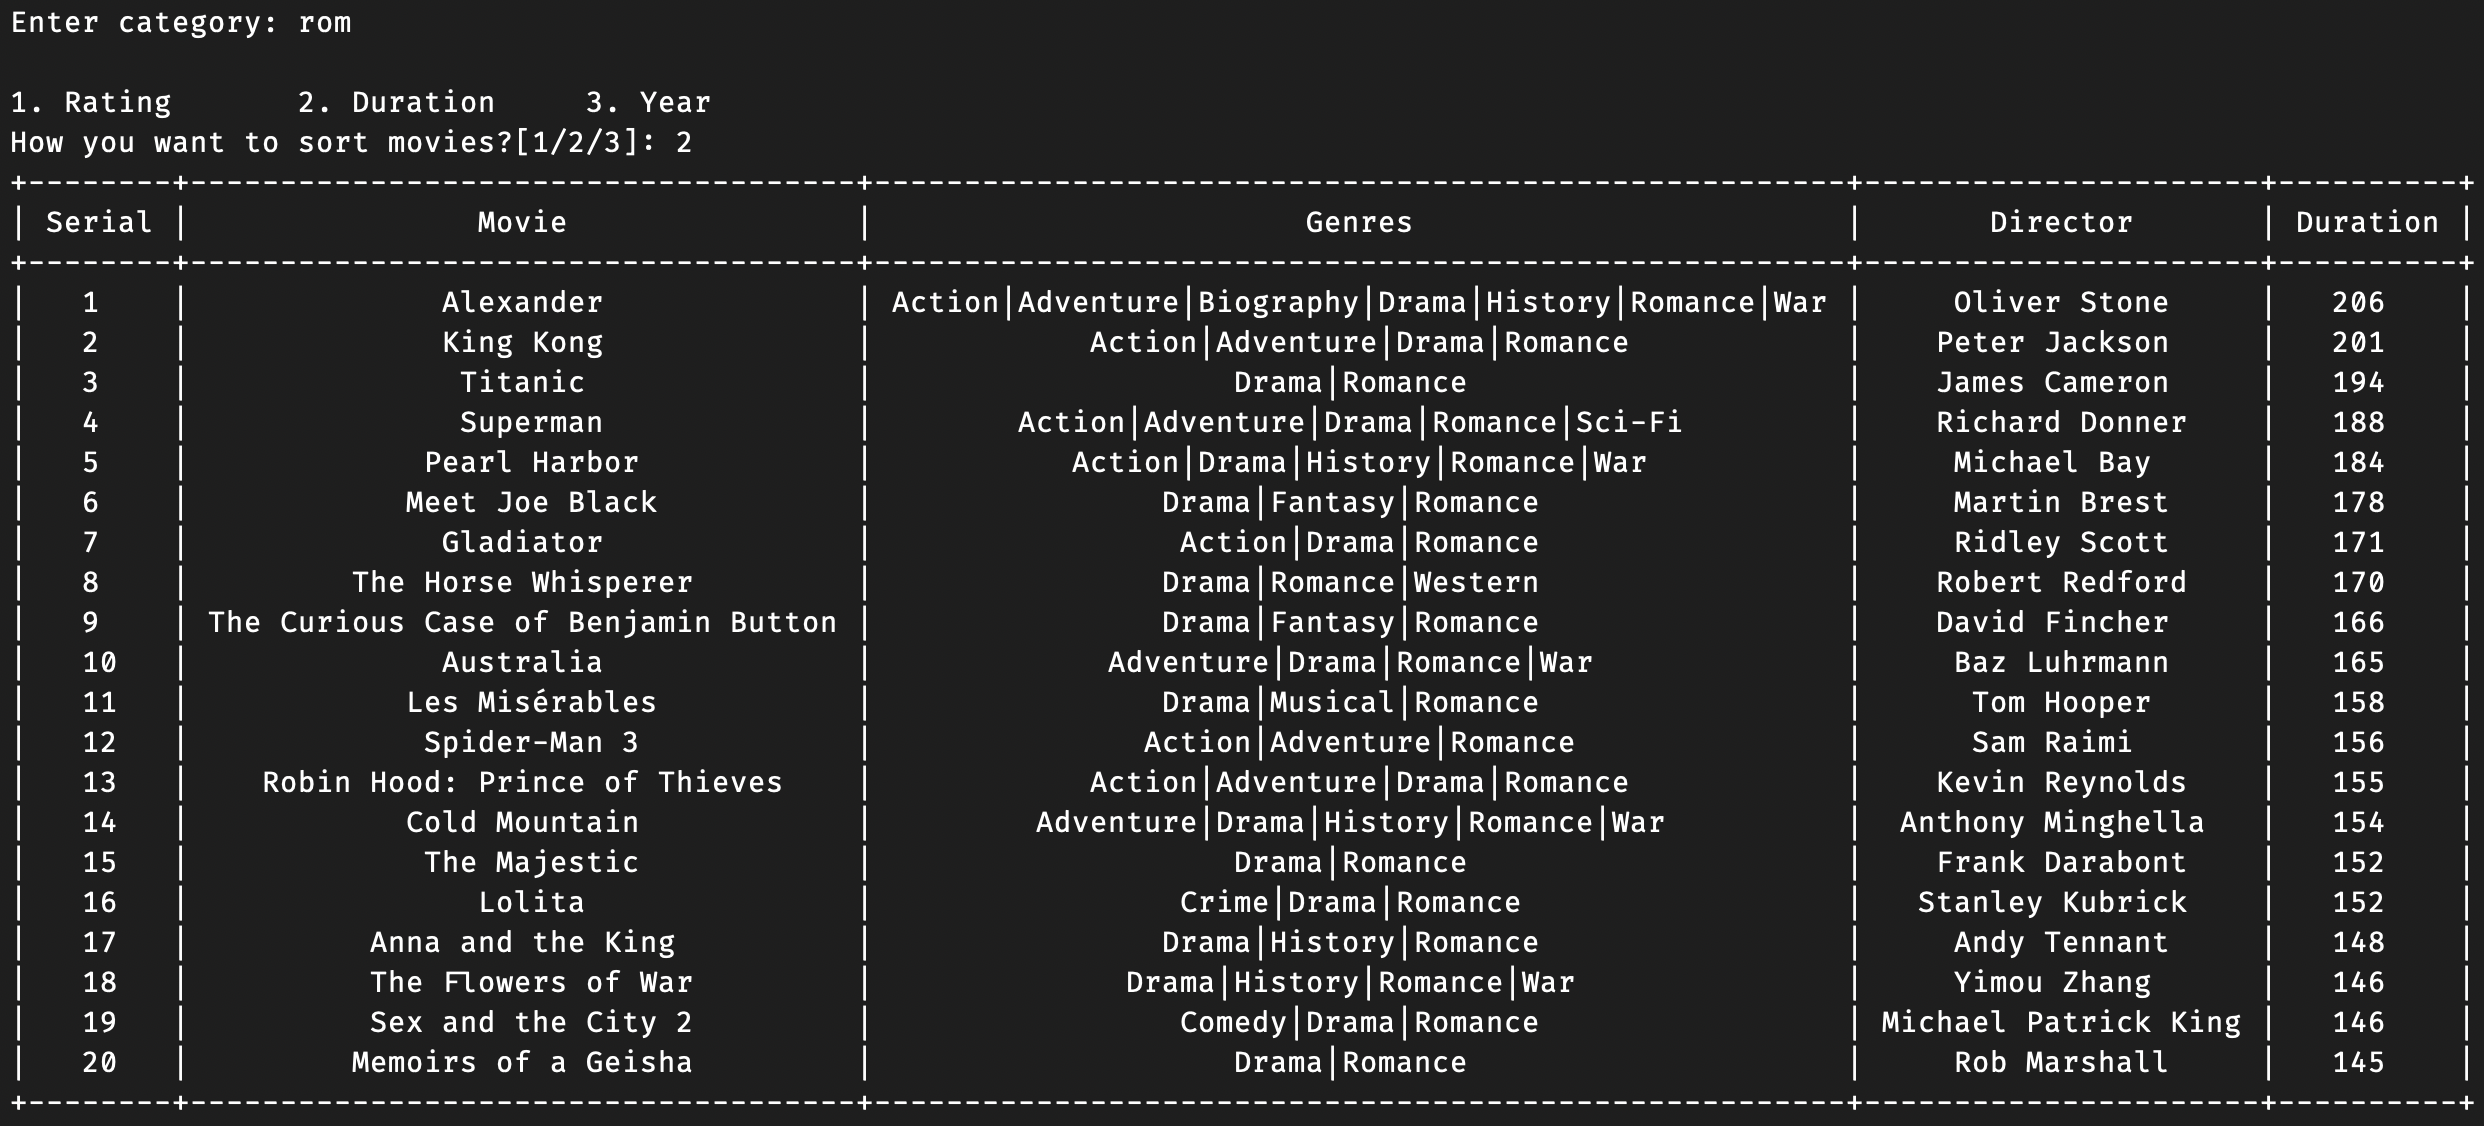 Enter category: rom

1. Rating       2. Duration     3. Year
How you want to sort movies?[1/2/3]: 2
+--------+-------------------------------------+------------------------------------------------------+----------------------+----------+
| Serial |                Movie                |                        Genres                        |       Director       | Duration |
+--------+-------------------------------------+------------------------------------------------------+----------------------+----------+
|   1    |              Alexander              | Action|Adventure|Biography|Drama|History|Romance|War |     Oliver Stone     |   206    |
|   2    |              King Kong              |            Action|Adventure|Drama|Romance            |    Peter Jackson     |   201    |
|   3    |               Titanic               |                    Drama|Romance                     |    James Cameron     |   194    |
|   4    |               Superman              |        Action|Adventure|Drama|Romance|Sci-Fi         |    Richard Donner    |   188    |
|   5    |             Pearl Harbor            |           Action|Drama|History|Romance|War           |     Michael Bay      |   184    |
|   6    |            Meet Joe Black           |                Drama|Fantasy|Romance                 |     Martin Brest     |   178    |
|   7    |              Gladiator              |                 Action|Drama|Romance                 |     Ridley Scott     |   171    |
|   8    |         The Horse Whisperer         |                Drama|Romance|Western                 |    Robert Redford    |   170    |
|   9    | The Curious Case of Benjamin Button |                Drama|Fantasy|Romance                 |    David Fincher     |   166    |
|   10   |              Australia              |             Adventure|Drama|Romance|War              |     Baz Luhrmann     |   165    |
|   11   |            Les Misérables           |                Drama|Musical|Romance                 |      Tom Hooper      |   158    |
|   12   |             Spider-Man 3            |               Action|Adventure|Romance               |      Sam Raimi       |   156    |
|   13   |    Robin Hood: Prince of Thieves    |            Action|Adventure|Drama|Romance            |    Kevin Reynolds    |   155    |
|   14   |            Cold Mountain            |         Adventure|Drama|History|Romance|War          |  Anthony Minghella   |   154    |
|   15   |             The Majestic            |                    Drama|Romance                     |    Frank Darabont    |   152    |
|   16   |                Lolita               |                 Crime|Drama|Romance                  |   Stanley Kubrick    |   152    |
|   17   |          Anna and the King          |                Drama|History|Romance                 |     Andy Tennant     |   148    |
|   18   |          The Flowers of War         |              Drama|History|Romance|War               |     Yimou Zhang      |   146    |
|   19   |          Sex and the City 2         |                 Comedy|Drama|Romance                 | Michael Patrick King |   146    |
|   20   |         Memoirs of a Geisha         |                    Drama|Romance                     |     Rob Marshall     |   145    |
+--------+-------------------------------------+------------------------------------------------------+----------------------+----------+